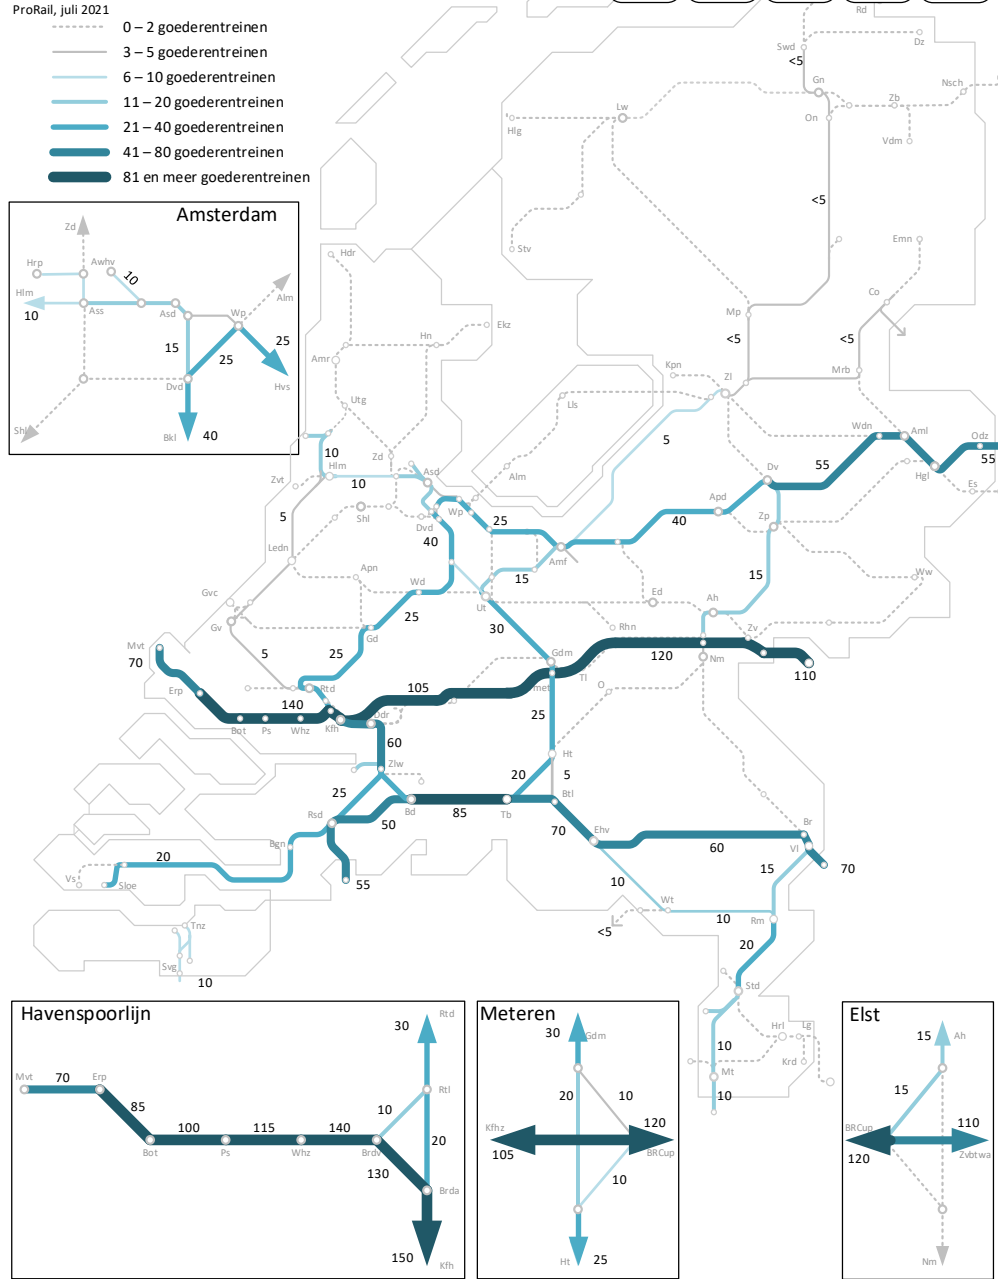 ProRail, juli 2021
0 – 2 goederentreinen
3 – 5 goederentreinen
6 – 10 goederentreinen
11 – 20 goederentreinen
21 – 40 goederentreinen
41 – 80 goederentreinen
81 en meer goederentreinen
Rd
Dz
Swd
<5
Gn
Nsch
Zb
On
Vdm
Lw
Hlg
<5
Stv
Emn
Co
Mp
<5
<5
Mrb
Kpn
Zl
Amsterdam
Zd
Hrp
Awhv
10
Hlm
10
Ass
Asd
Wp
Alm
15
25
25
Dvd
Hvs
Shl
Bkl
40
Hdr
Hn
Ekz
Amr
Lls
Utg
10
Zd
5
Wdn
Aml
Odz
Hlm
Asd
Zvt
10
Alm
Dv
55
Hgl
55
Es
Shl
Wp
Apd
5
Dvd
25
40
Zp
Ledn
40
Amf
Apn
15
15
Ww
Wd
Gvc
Ut
Ed
Ah
25
Gv
Gd
30
Rhn
Zv
Mvt
5
25
Gdm
120
Nm
70
Tl
110
Erp
Rtd
105
met
O
140
Ddr
25
Bot
Ps
Whz
Kfh
60
Ht
Zlw
20
5
25
Btl
Rsd
50
Bd
85
Tb
70
Ehv
Br
Bgn
60
Vl
20
15
70
Vs
Sloe
55
10
Wt
10
Rm
Tnz
<5
20
Svg
10
Std
Havenspoorlijn
Rtd
30
Mvt
70
Erp
Rtl
85
10
100
115
140
20
Bot
Ps
Whz
Brdv
130
Brda
150
Kfh
Meteren
30
Gdm
20
10
Kfhz
120
105
BRCup
10
Ht
25
Hrl
Lg
10
Krd
Mt
10
Elst
15
Ah
15
BRCup
110
120
Zvbtwa
Nm